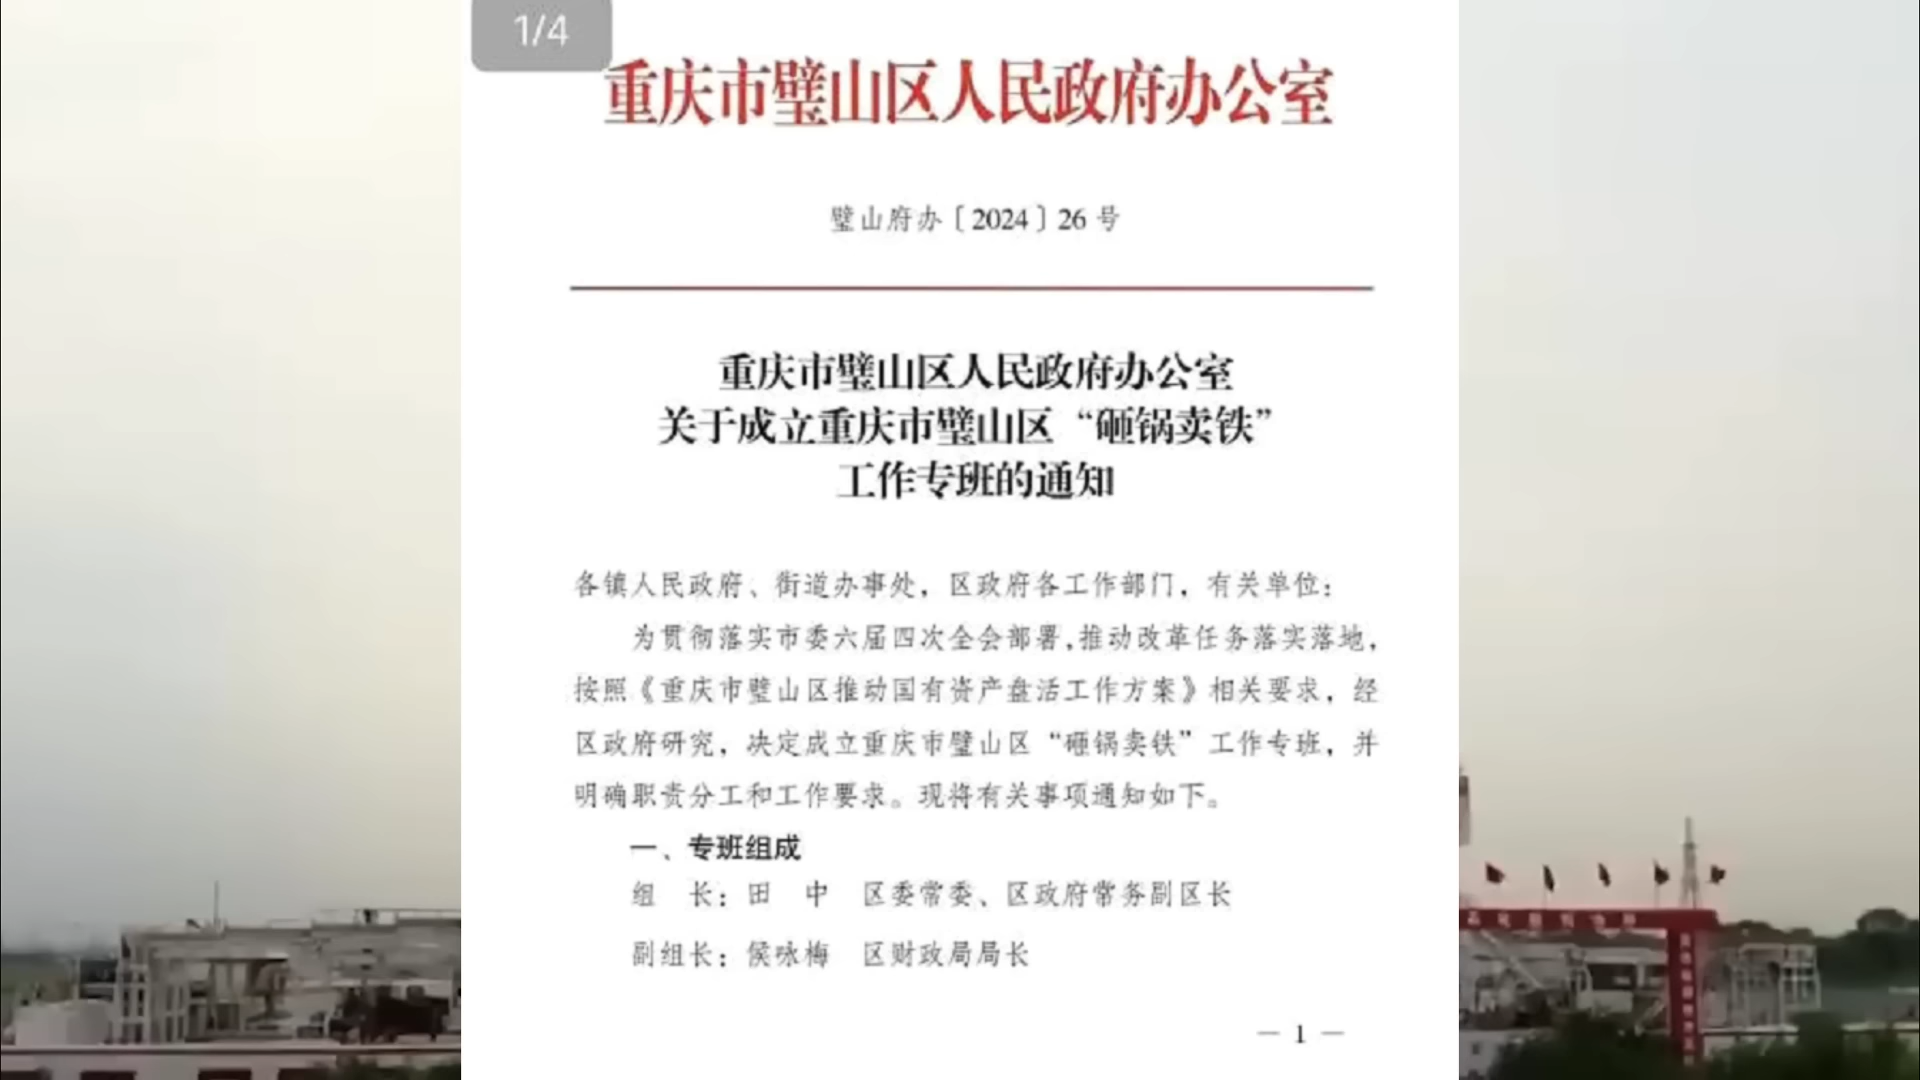 1/4
重庆市璧山区人民政府办公室
璧山府办〔2024〕26 号
重庆市璧山区人民政府办公室
关于成立重庆市璧山区“砸锅卖铁”
工作专班的通知
各镇人民政府、街道办事处，区政府各工作部门，有关单位：
为贯彻落实市委六届四次全会部署，推动改革任务落实落地，
按照《重庆市璧山区推动国有资产盘活工作方案》相关要求，经
区政府研究，决定成立重庆市璧山区“砸锅卖铁”工作专班，并
明确职责分工和工作要求。现将有关事项通知如下。
一、专班组成
组 长：田 中 区委常委、区政府常务副区长
副组长：侯咏梅 区财政局局长
— 1 —